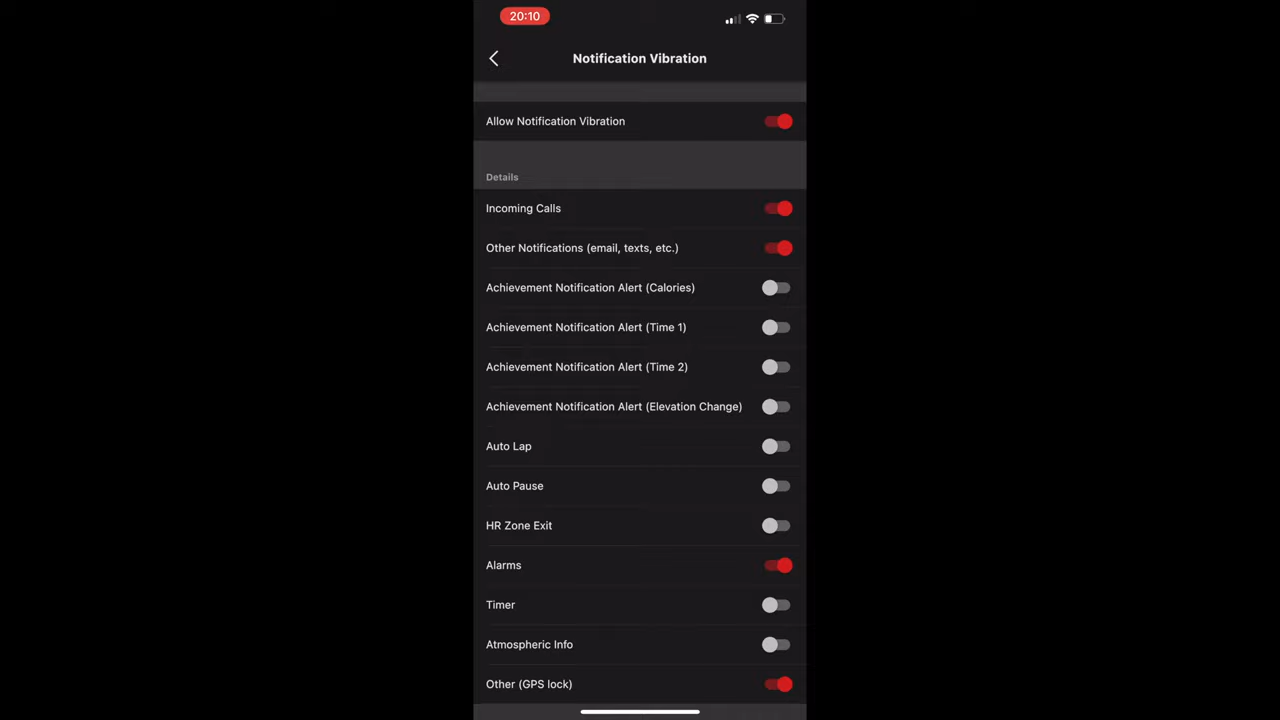 20:10
Notification Vibration
Allow Notification Vibration
Details
Incoming Calls
Other Notifications (email, texts, etc.)
Achievement Notification Alert (Calories)
Achievement Notification Alert (Time 1)
Achievement Notification Alert (Time 2)
Achievement Notification Alert (Elevation Change)
Auto Lap
Auto Pause
HR Zone Exit
Alarms
Timer
Atmospheric Info
Other (GPS lock)